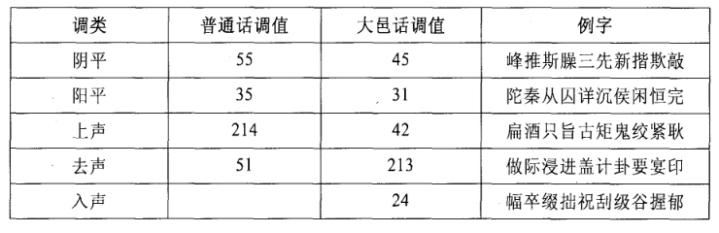 调类 普通话调值 大邑话调值 例字
阴平 55 45 峰推斯臊三先新揩欺敲
阳平 35 31 陀秦从囚详沉侯闲恒完
上声 214 42 扁酒只旨古矩鬼绞紧耿
去声 51 213 做际浸进盖计卦要宴印
入声 24 幅卒缀拙祝刮级谷握郁